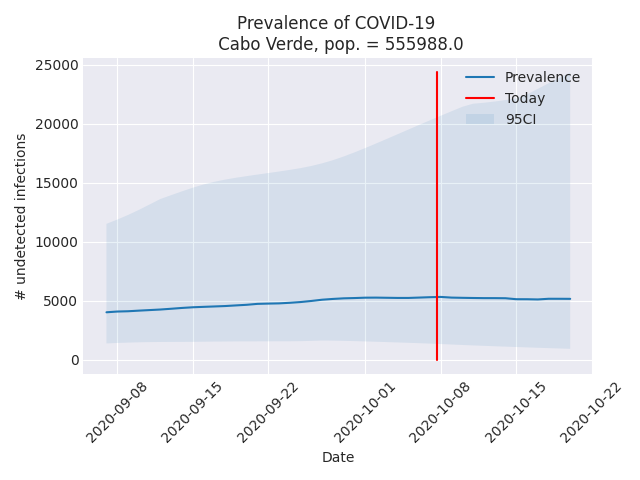 Prevalence of COVID-19
Cabo Verde, pop. = 555988.0
25000
20000
15000
10000
5000
0
# undetected infections
Prevalence
Today
95CI
2020-09-08
2020-09-15
2020-09-22
2020-10-01
2020-10-08
2020-10-15
2020-10-22
Date